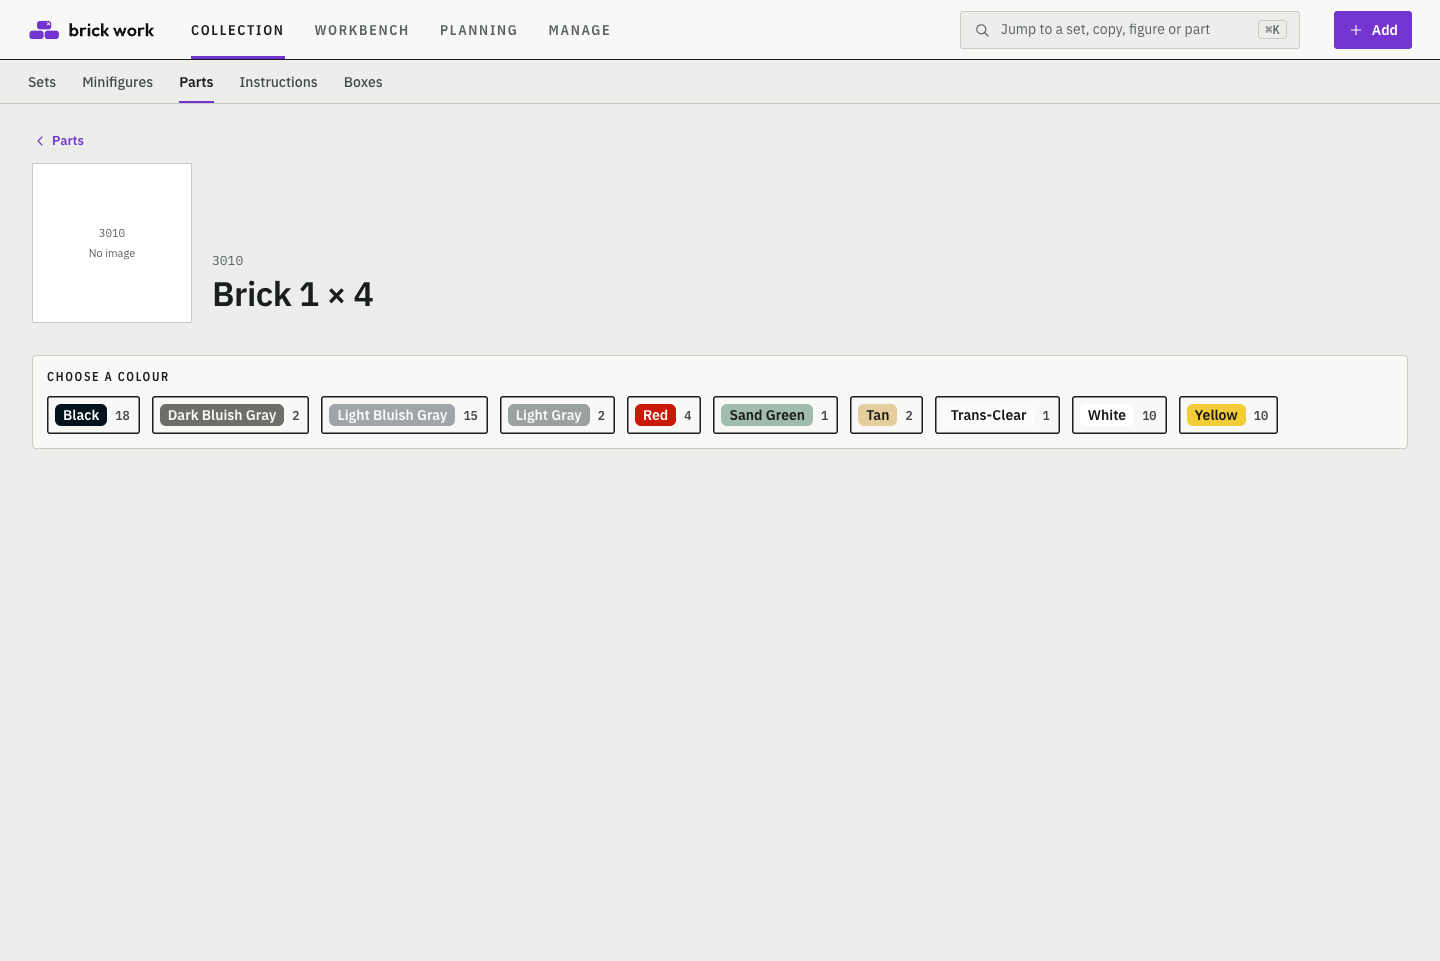 brick work
COLLECTION WORKBENCH PLANNING MANAGE
Jump to a set, copy, figure or part ⌘K
+ Add
Sets Minifigures Parts Instructions Boxes
Parts
3010
No image
3010
Brick 1 × 4
CHOOSE A COLOUR
Black 18 Dark Bluish Gray 2 Light Bluish Gray 15 Light Gray 2 Red 4 Sand Green 1 Tan 2 Trans-Clear 1 White 10 Yellow 10